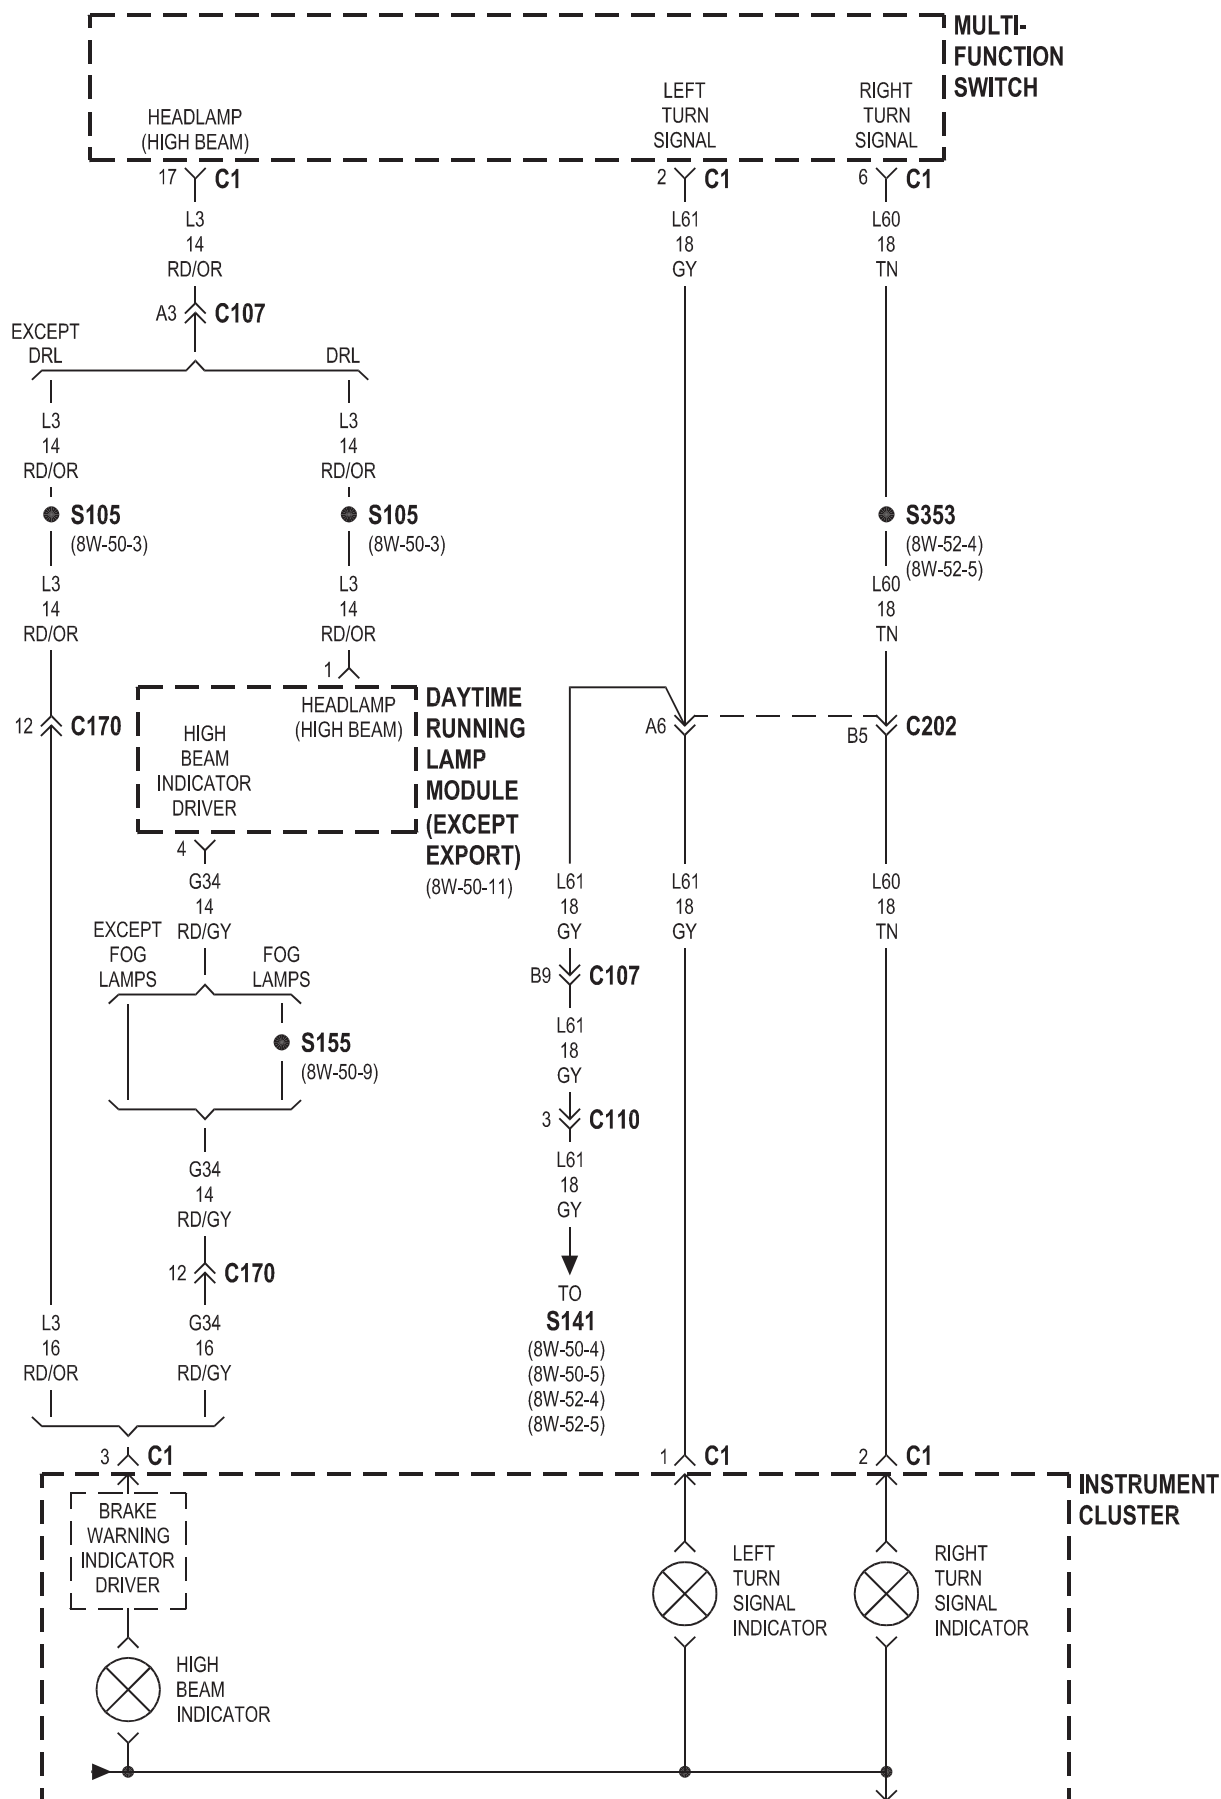 MULTI-
FUNCTION
SWITCH
HEADLAMP
(HIGH BEAM)
LEFT
TURN
SIGNAL
RIGHT
TURN
SIGNAL
17 C1
2 C1
6 C1
L3
14
RD/OR
L61
18
GY
L60
18
TN
A3 C107
EXCEPT
DRL
DRL
L3
14
RD/OR
L3
14
RD/OR
S105
(8W-50-3)
S105
(8W-50-3)
S353
(8W-52-4)
(8W-52-5)
L3
14
RD/OR
L3
14
RD/OR
L60
18
TN
1
12 C170
HEADLAMP
(HIGH BEAM)
HIGH
BEAM
INDICATOR
DRIVER
DAYTIME
RUNNING
LAMP
MODULE
(EXCEPT
EXPORT)
(8W-50-11)
A6
B5 C202
4
G34
14
RD/GY
L61
18
GY
L61
18
GY
L60
18
TN
EXCEPT
FOG
LAMPS
FOG
LAMPS
B9 C107
S155
(8W-50-9)
L61
18
GY
3 C110
G34
14
RD/GY
L61
18
GY
12 C170
TO
S141
(8W-50-4)
(8W-50-5)
(8W-52-4)
(8W-52-5)
L3
16
RD/OR
G34
16
RD/GY
3 C1
1 C1
2 C1
INSTRUMENT
CLUSTER
BRAKE
WARNING
INDICATOR
DRIVER
LEFT
TURN
SIGNAL
INDICATOR
RIGHT
TURN
SIGNAL
INDICATOR
HIGH
BEAM
INDICATOR